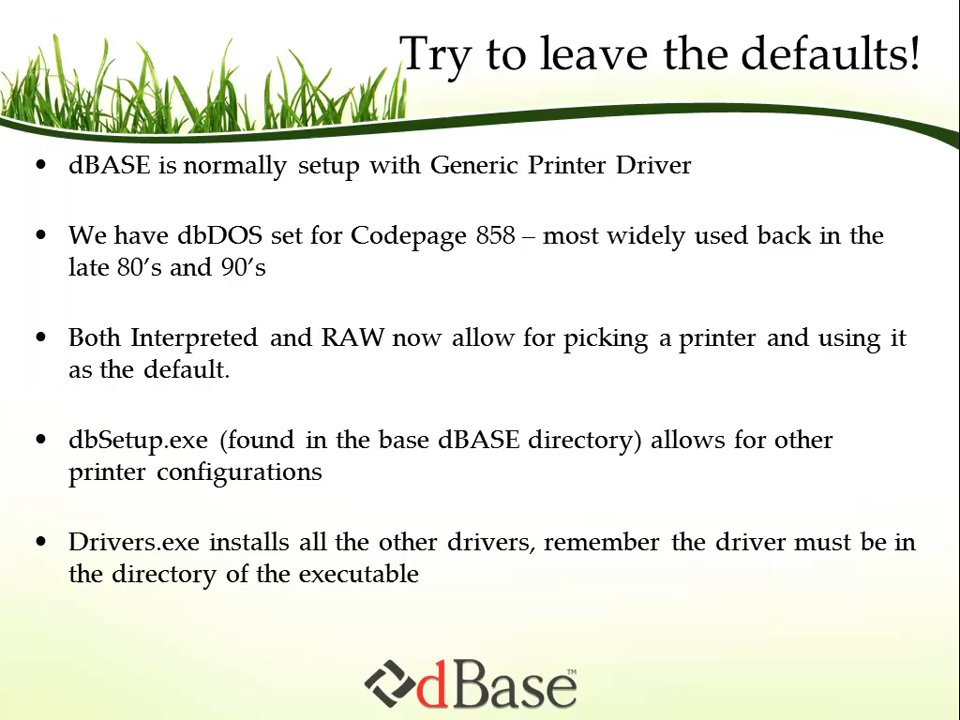 Try to leave the defaults!
• dBASE is normally setup with Generic Printer Driver
• We have dbDOS set for Codepage 858 – most widely used back in the
late 80’s and 90’s
• Both Interpreted and RAW now allow for picking a printer and using it
as the default.
• dbSetup.exe (found in the base dBASE directory) allows for other
printer configurations
• Drivers.exe installs all the other drivers, remember the driver must be in
the directory of the executable
dBase™